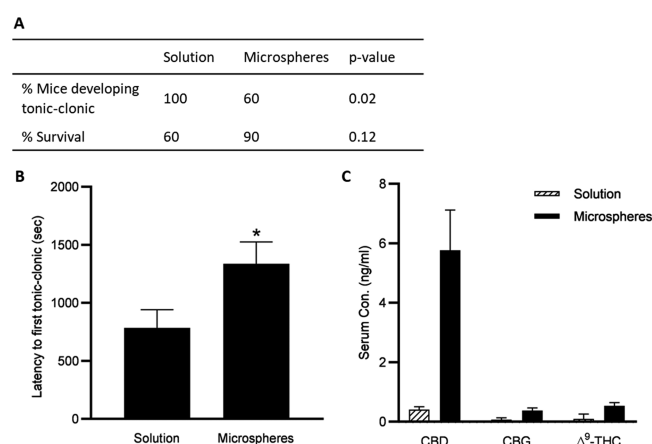 A
Solution Microspheres p-value
% Mice developing
tonic-clonic
100 60 0.02
% Survival 60 90 0.12
B
Latency to first tonic-clonic (sec)
2000
1500
1000
500
0
*
Solution Microspheres
C
Serum Con. (ng/ml)
8
6
4
2
0
Solution
Microspheres
CBD CBG Δ⁹-THC